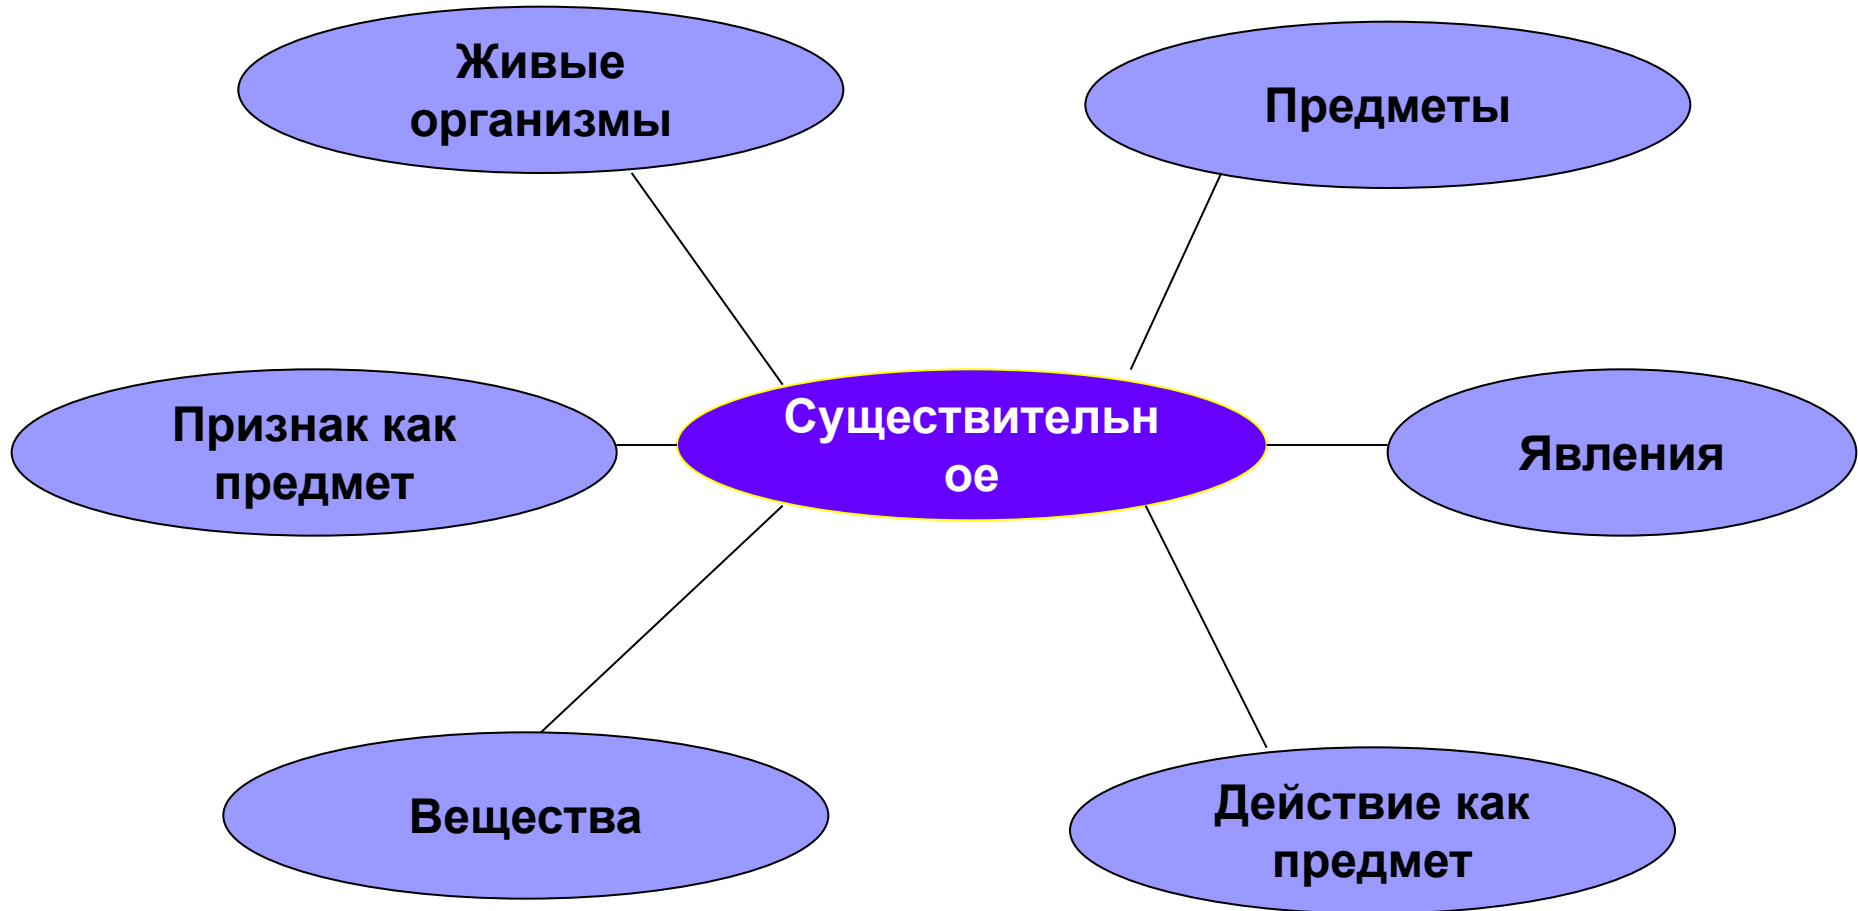 Живые
организмы
Предметы
Признак как
предмет
Существительн
ое
Явления
Вещества
Действие как
предмет